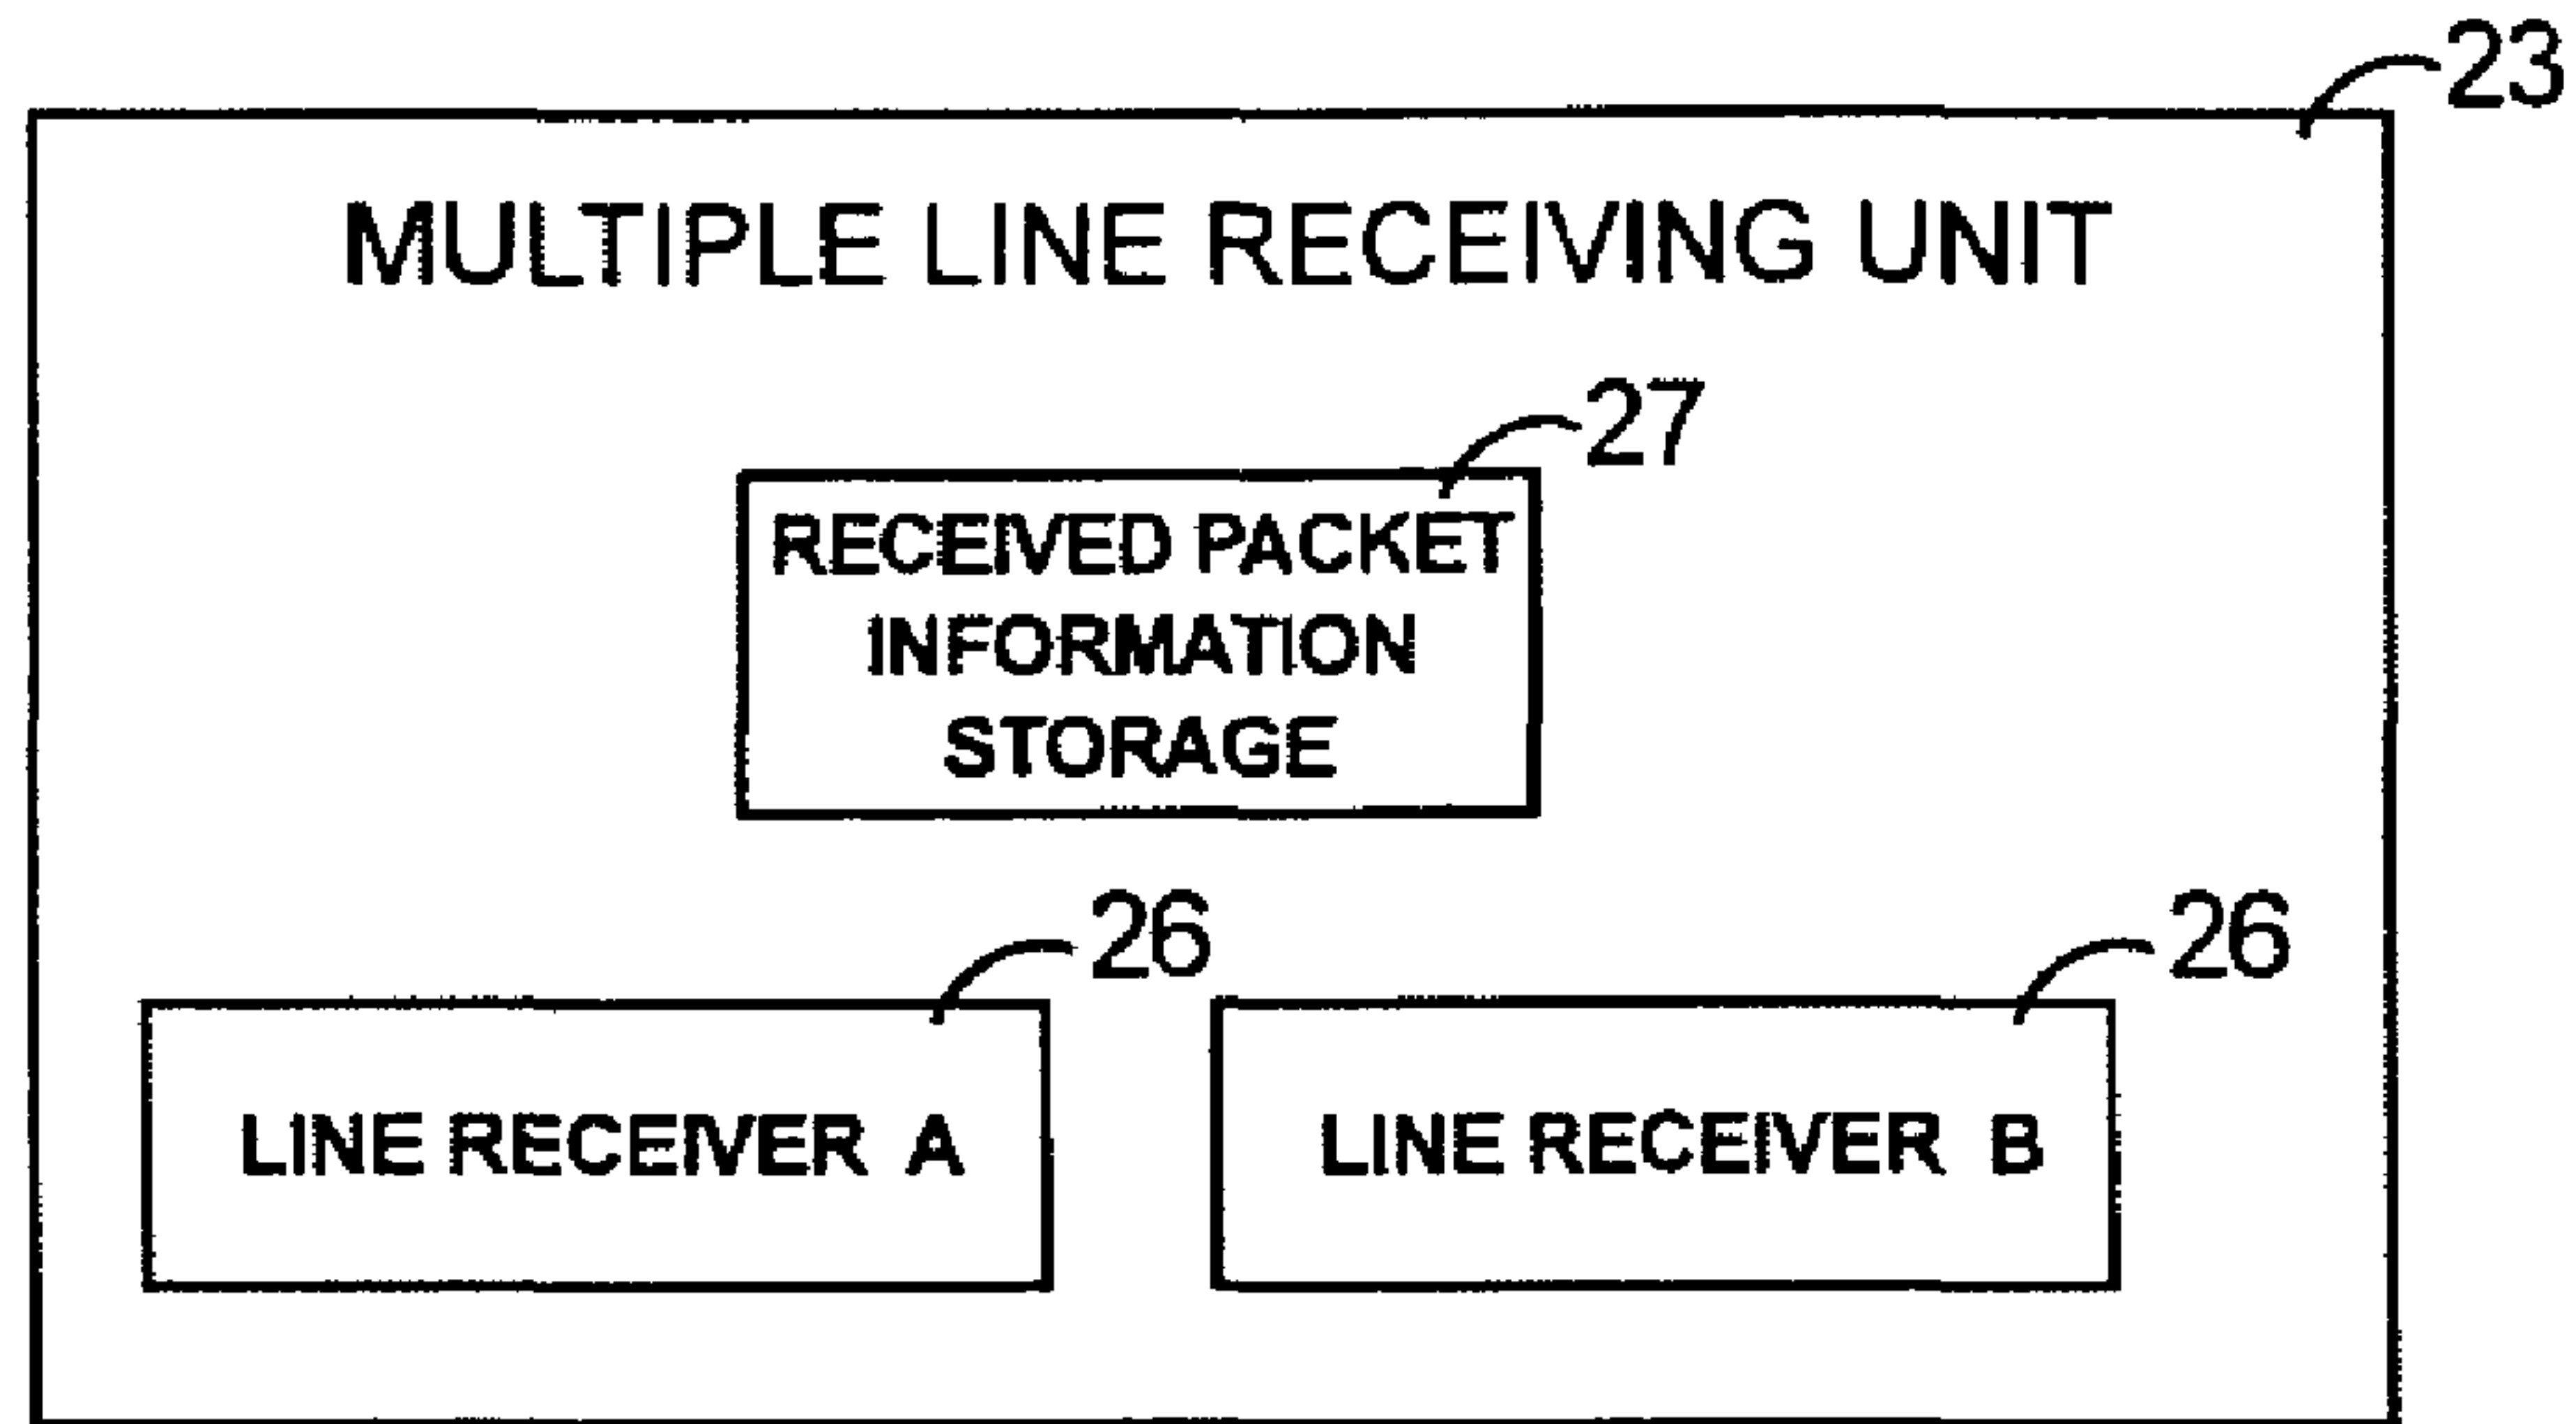 23
MULTIPLE LINE RECEIVING UNIT
27
RECEIVED PACKET
INFORMATION
STORAGE
26
26
LINE RECEIVER A
LINE RECEIVER B